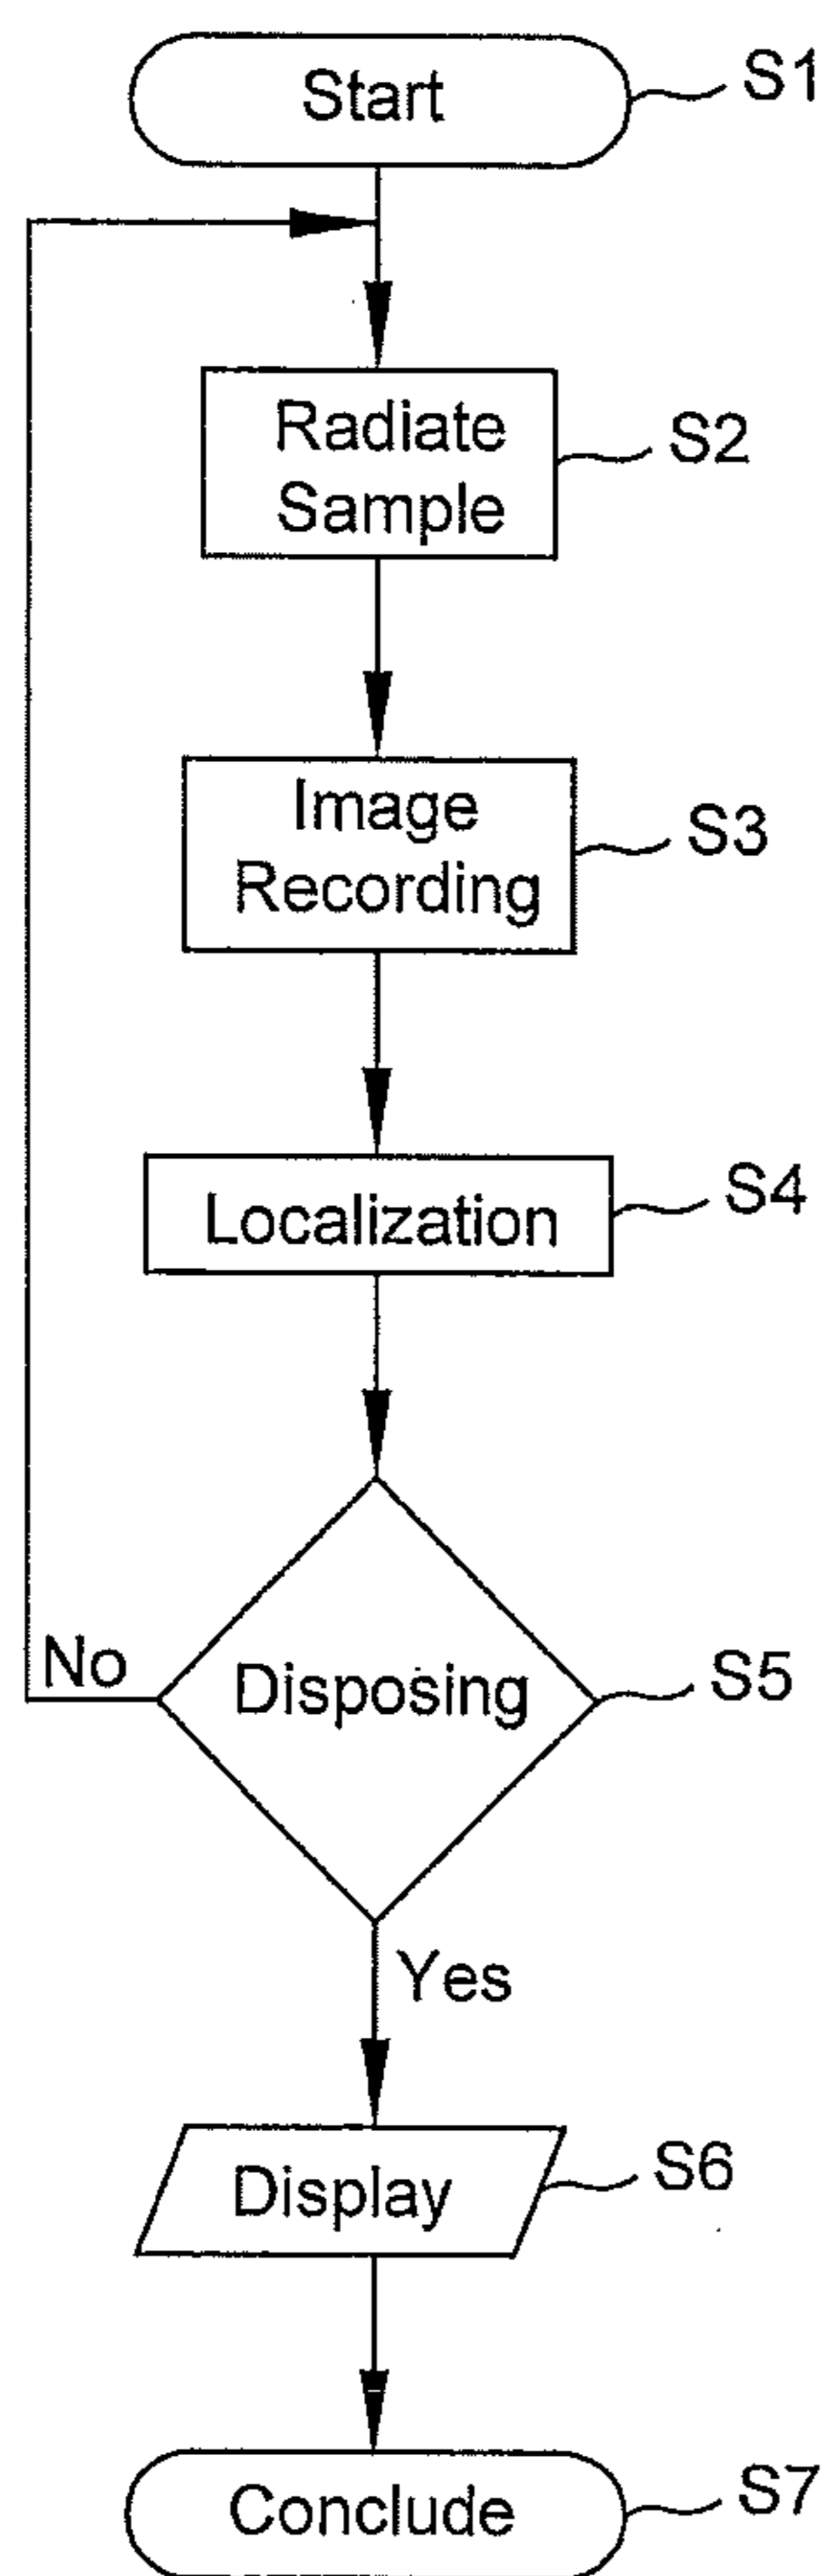 Start
S1
Radiate
Sample
S2
Image
Recording
S3
Localization
S4
No
Disposing
S5
Yes
Display
S6
Conclude
S7